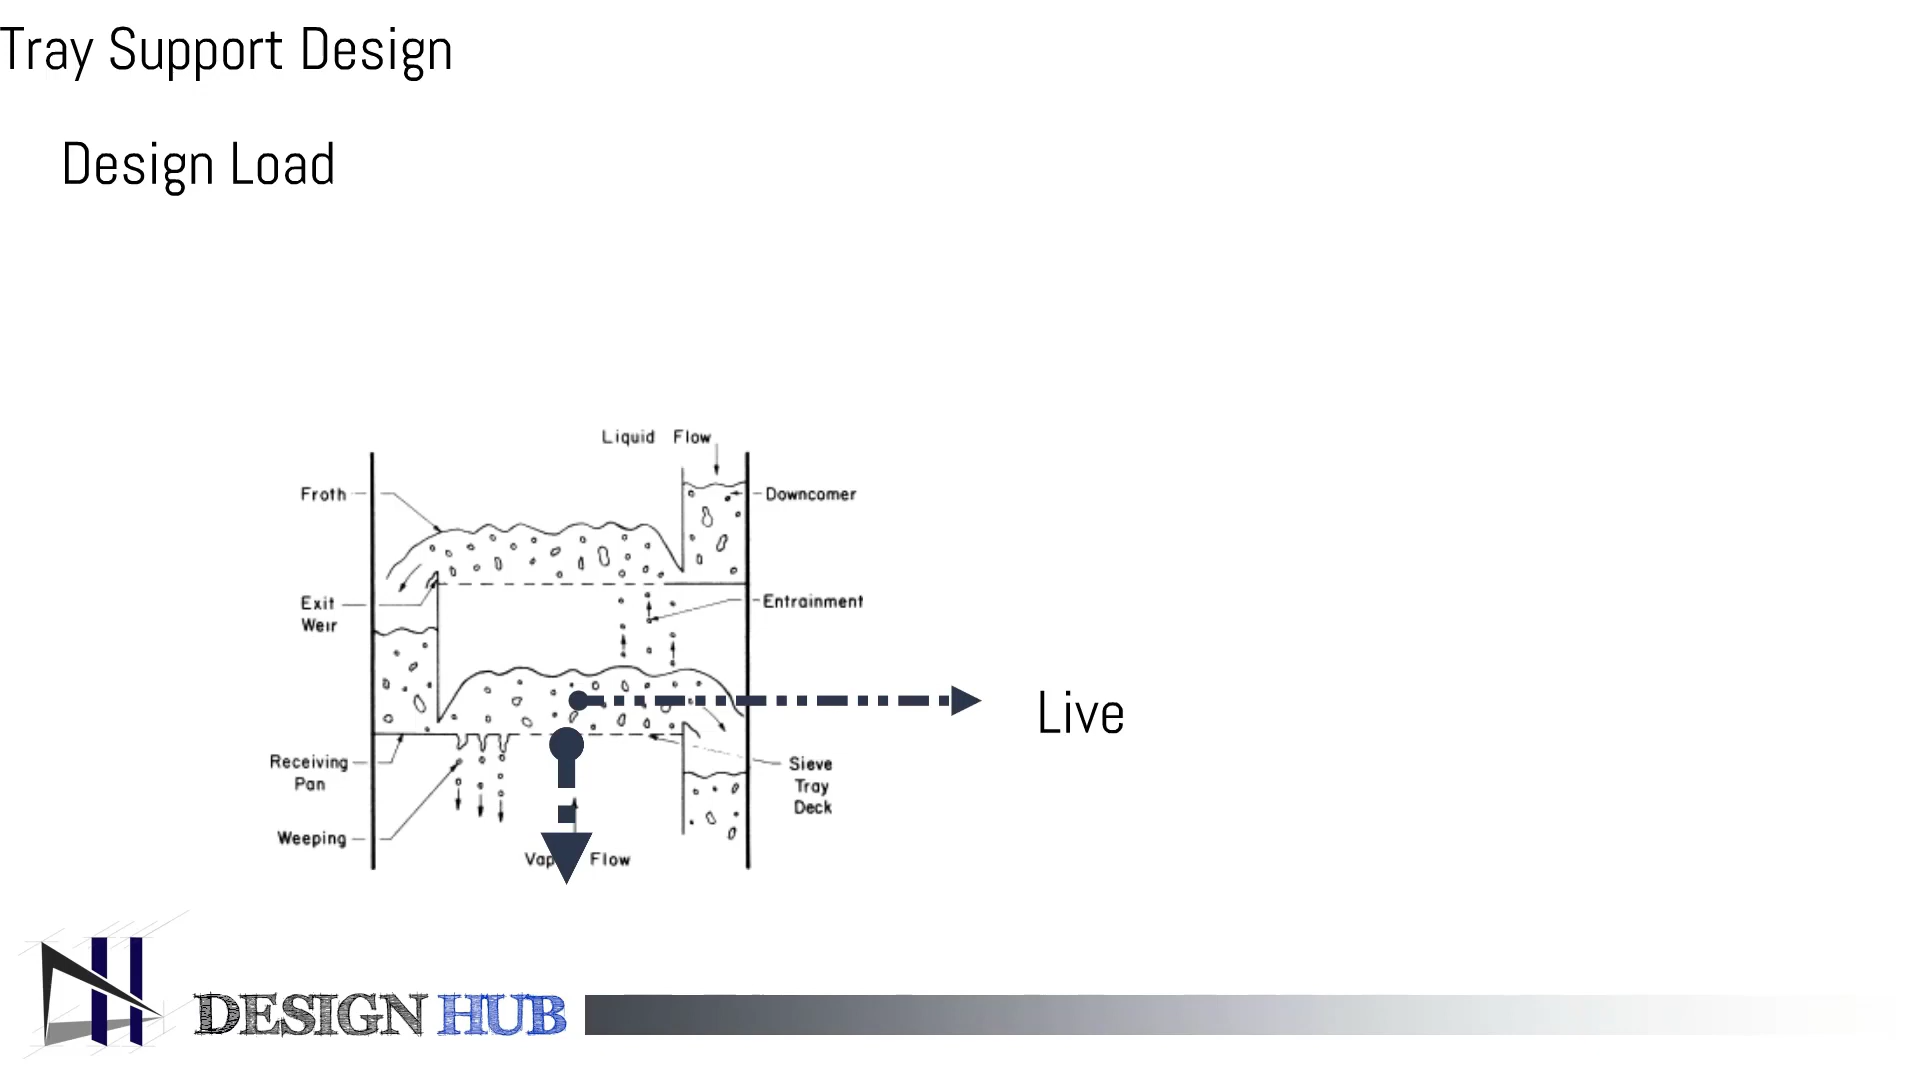 Tray Support Design
Design Load
Liquid Flow
Froth
Downcomer
Exit
Weir
Entrainment
Live
Receiving
Pan
Sieve
Tray
Deck
Weeping
Flow
DESIGN HUB